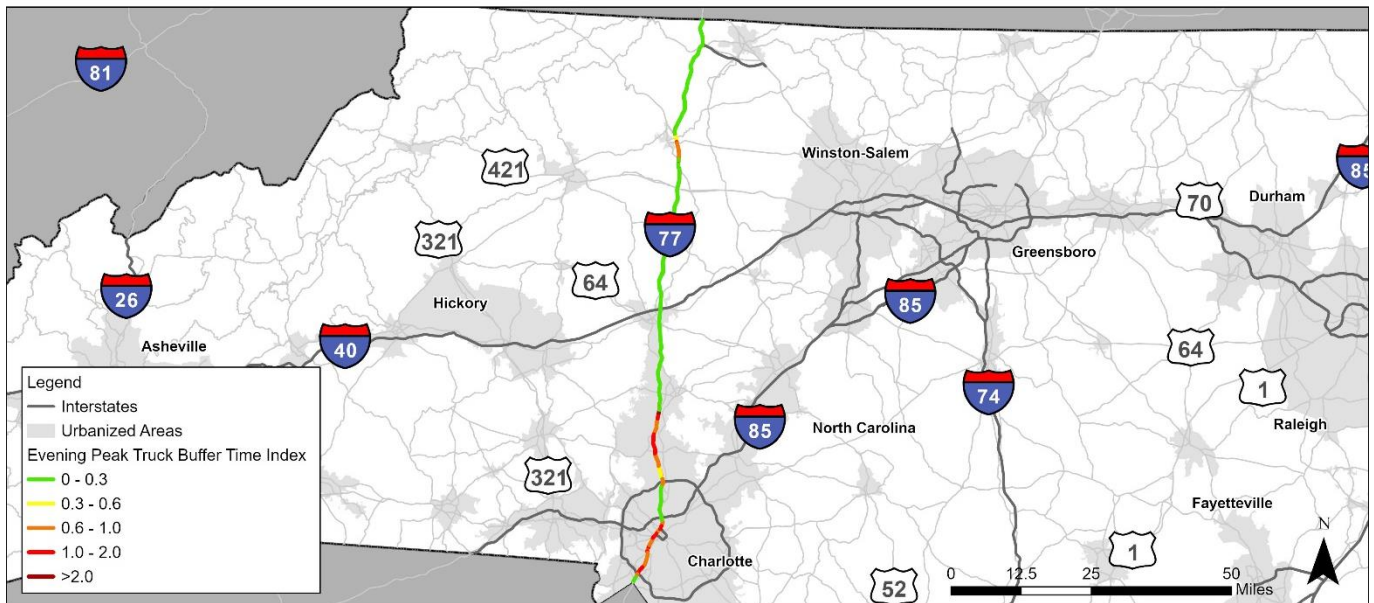 81
421
Winston-Salem
85
70
Durham
321
77
Greensboro
64
26
Hickory
85
40
Asheville
64
74
1
85
North Carolina
Raleigh
321
Fayetteville
Charlotte
1
52
Legend
Interstates
Urbanized Areas
Evening Peak Truck Buffer Time Index
0 - 0.3
0.3 - 0.6
0.6 - 1.0
1.0 - 2.0
>2.0
N
0 12.5 25 50
Miles